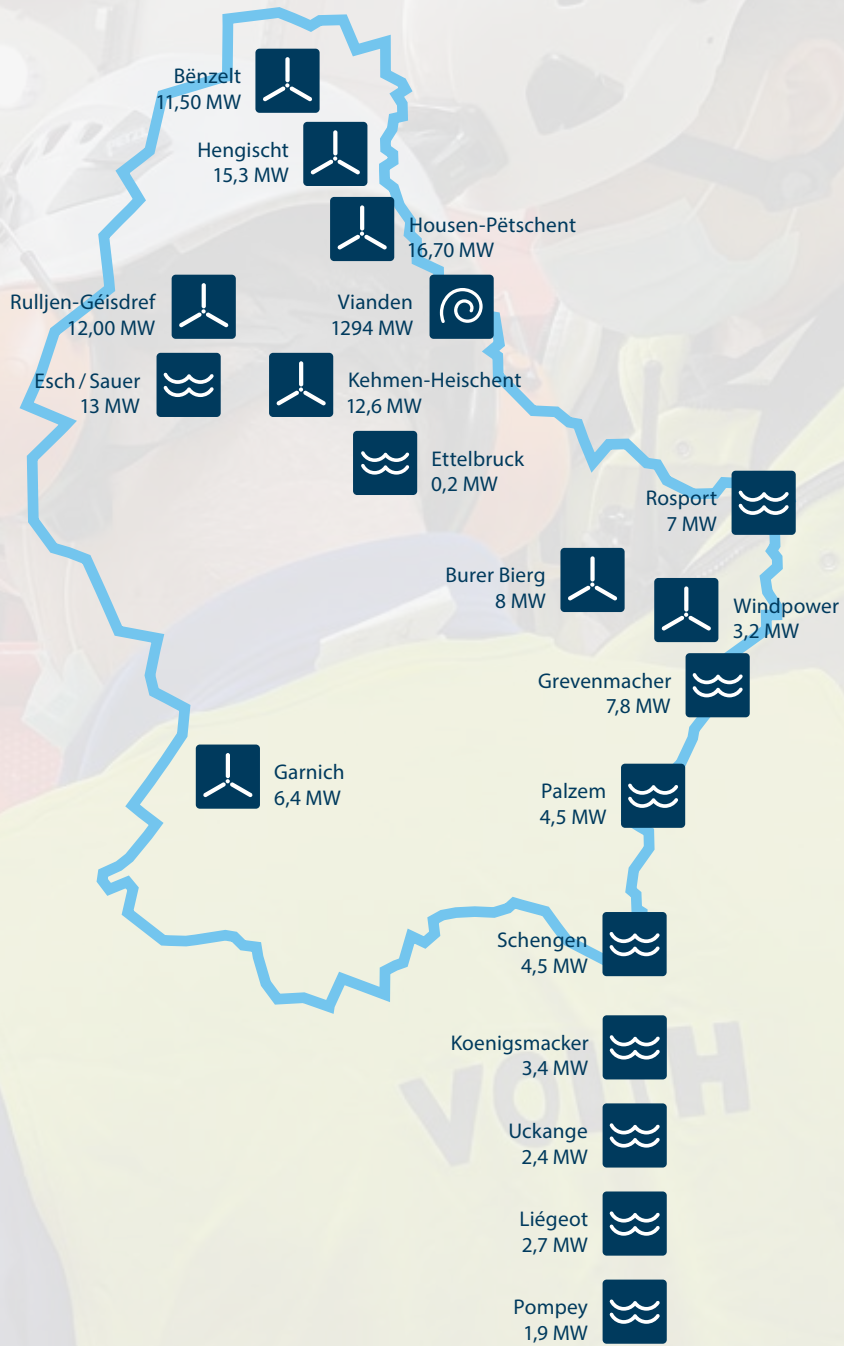 Bënzelt
11,50 MW
Hengischt
15,3 MW
Housen-Pëtschent
16,70 MW
Rulljen-Géisdref
12,00 MW
Vianden
1294 MW
Esch / Sauer
13 MW
Kehmen-Heischent
12,6 MW
Ettelbruck
0,2 MW
Rosport
7 MW
Burer Bierg
8 MW
Windpower
3,2 MW
Grevenmacher
7,8 MW
Garnich
6,4 MW
Palzem
4,5 MW
Schengen
4,5 MW
Koenigsmacker
3,4 MW
VOITH
Uckange
2,4 MW
Liégeot
2,7 MW
Pompey
1,9 MW